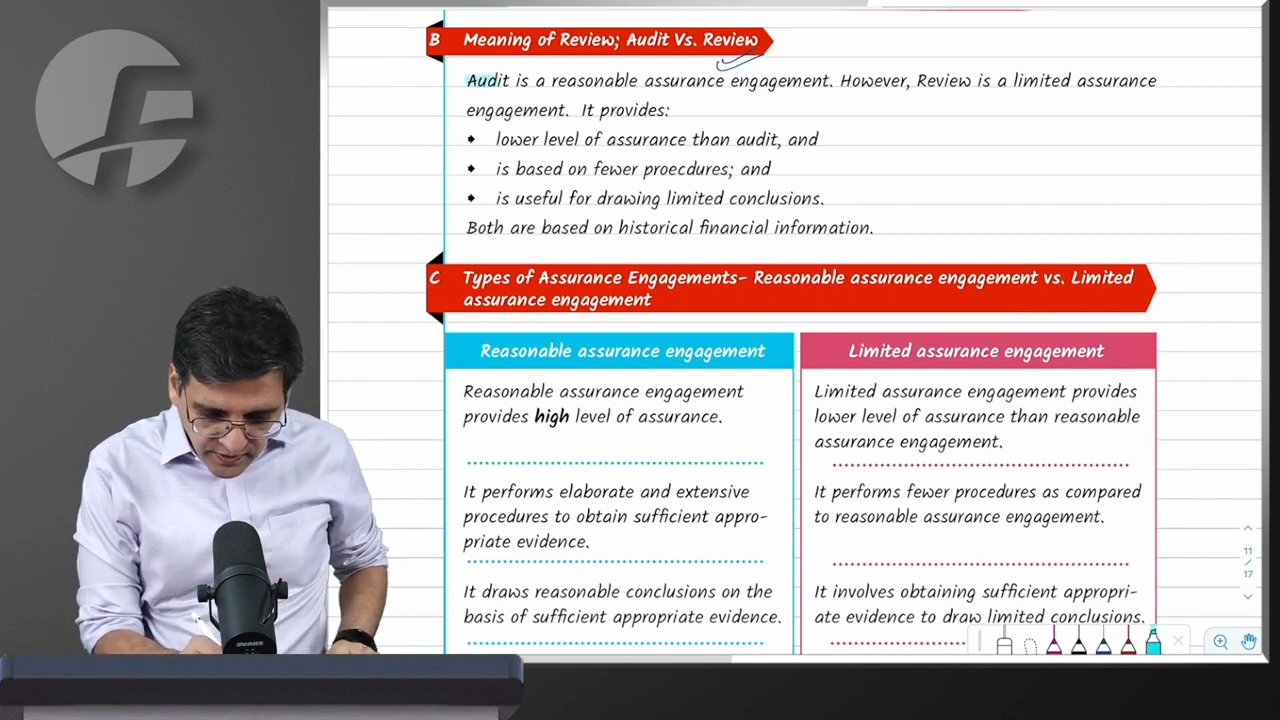 B Meaning of Review; Audit Vs. Review
Audit is a reasonable assurance engagement. However, Review is a limited assurance
engagement. It provides:
➧ lower level of assurance than audit, and
➧ is based on fewer proecdures; and
➧ is useful for drawing limited conclusions.
Both are based on historical financial information.
C Types of Assurance Engagements- Reasonable assurance engagement vs. Limited
assurance engagement
Reasonable assurance engagement
Reasonable assurance engagement
provides high level of assurance.
It performs elaborate and extensive
procedures to obtain sufficient appro-
priate evidence.
It draws reasonable conclusions on the
basis of sufficient appropriate evidence.
Limited assurance engagement
Limited assurance engagement provides
lower level of assurance than reasonable
assurance engagement.
It performs fewer procedures as compared
to reasonable assurance engagement.
It involves obtaining sufficient appropri-
ate evidence to draw limited conclusions.
11
/
17